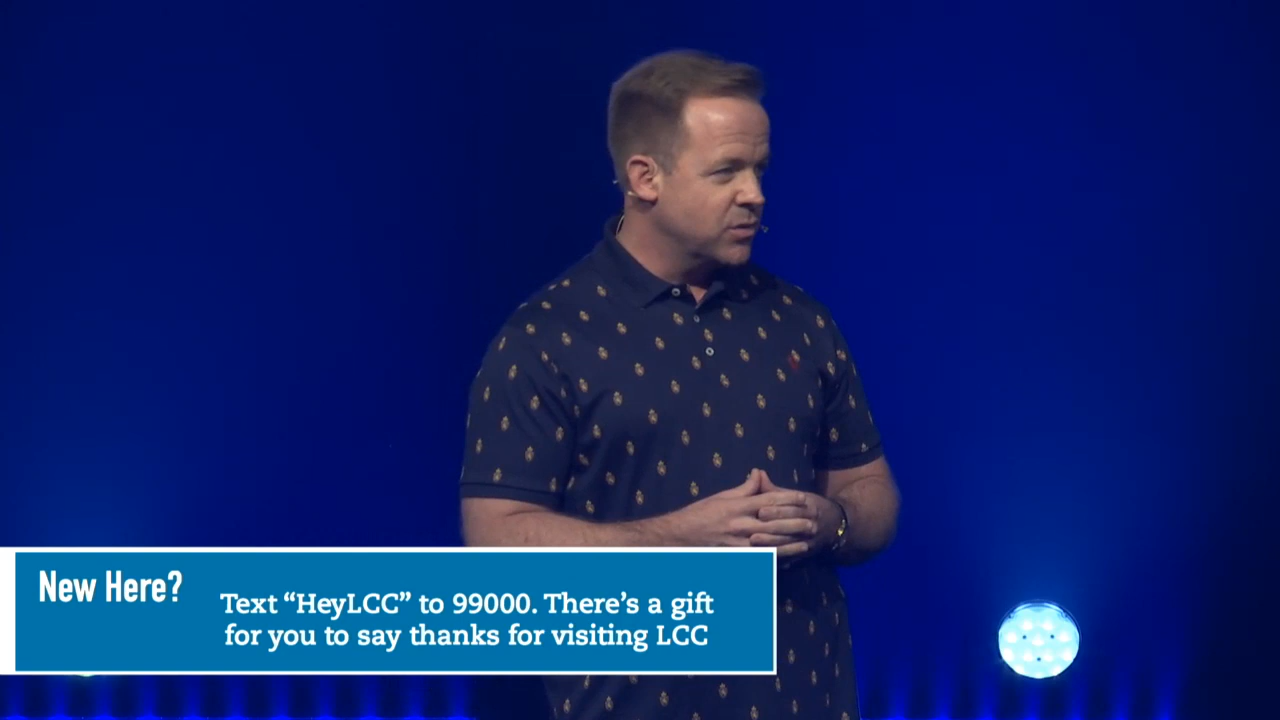 New Here?
Text “HeyLCC” to 99000. There’s a gift
for you to say thanks for visiting LCC